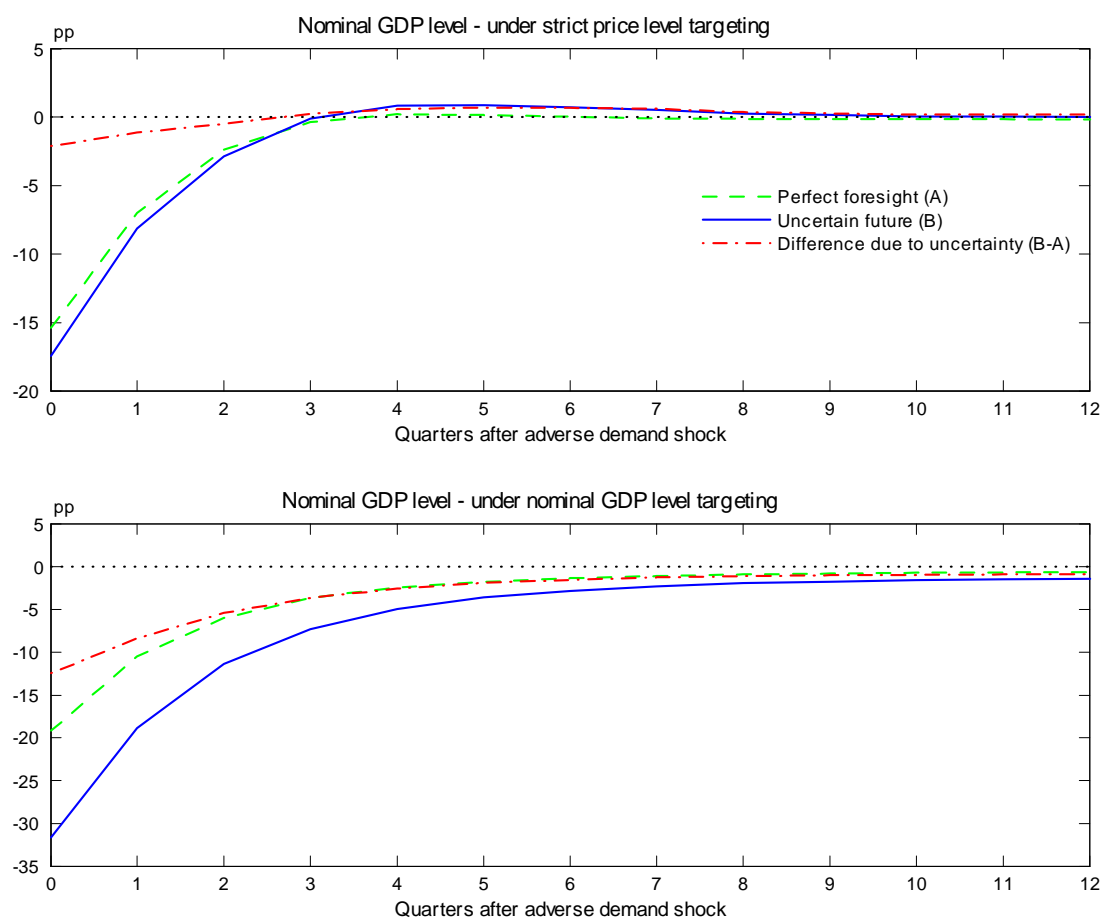 Nominal GDP level - under strict price level targeting
pp
5
0
-5
-10
-15
-20
Perfect foresight (A)
Uncertain future (B)
Difference due to uncertainty (B-A)
0 1 2 3 4 5 6 7 8 9 10 11 12
Quarters after adverse demand shock
Nominal GDP level - under nominal GDP level targeting
pp
5
0
-5
-10
-15
-20
-25
-30
-35
0 1 2 3 4 5 6 7 8 9 10 11 12
Quarters after adverse demand shock